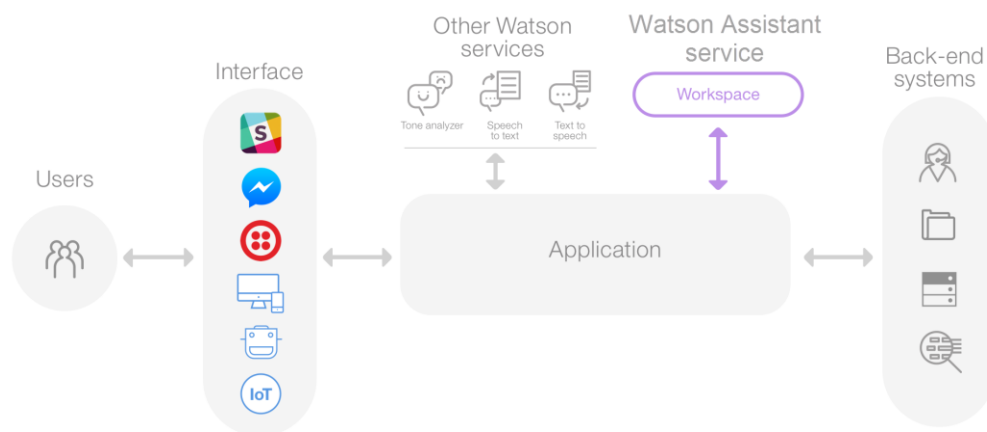 Users
Interface
S
IoT
Other Watson
services
Tone analyzer
Speech
to text
Text to
speech
Watson Assistant
service
Workspace
Application
Back-end
systems